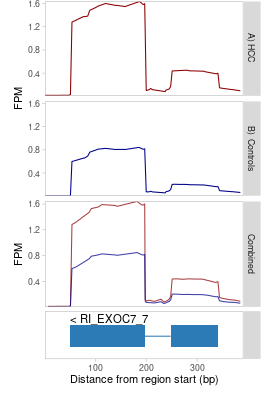 1.6
1.2
0.8
0.4
A) HCC
FPM
1.6
1.2
0.8
0.4
B) Controls
1.6
1.2
0.8
0.4
Combined
FPM
< RI_EXOC7_7
100
200
300
Distance from region start (bp)